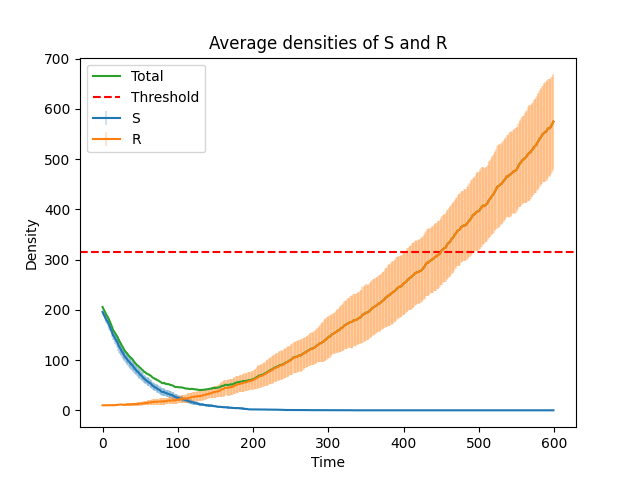 Average densities of S and R
Total
Threshold
S
R
Density
700
600
500
400
300
200
100
0
0 100 200 300 400 500 600
Time